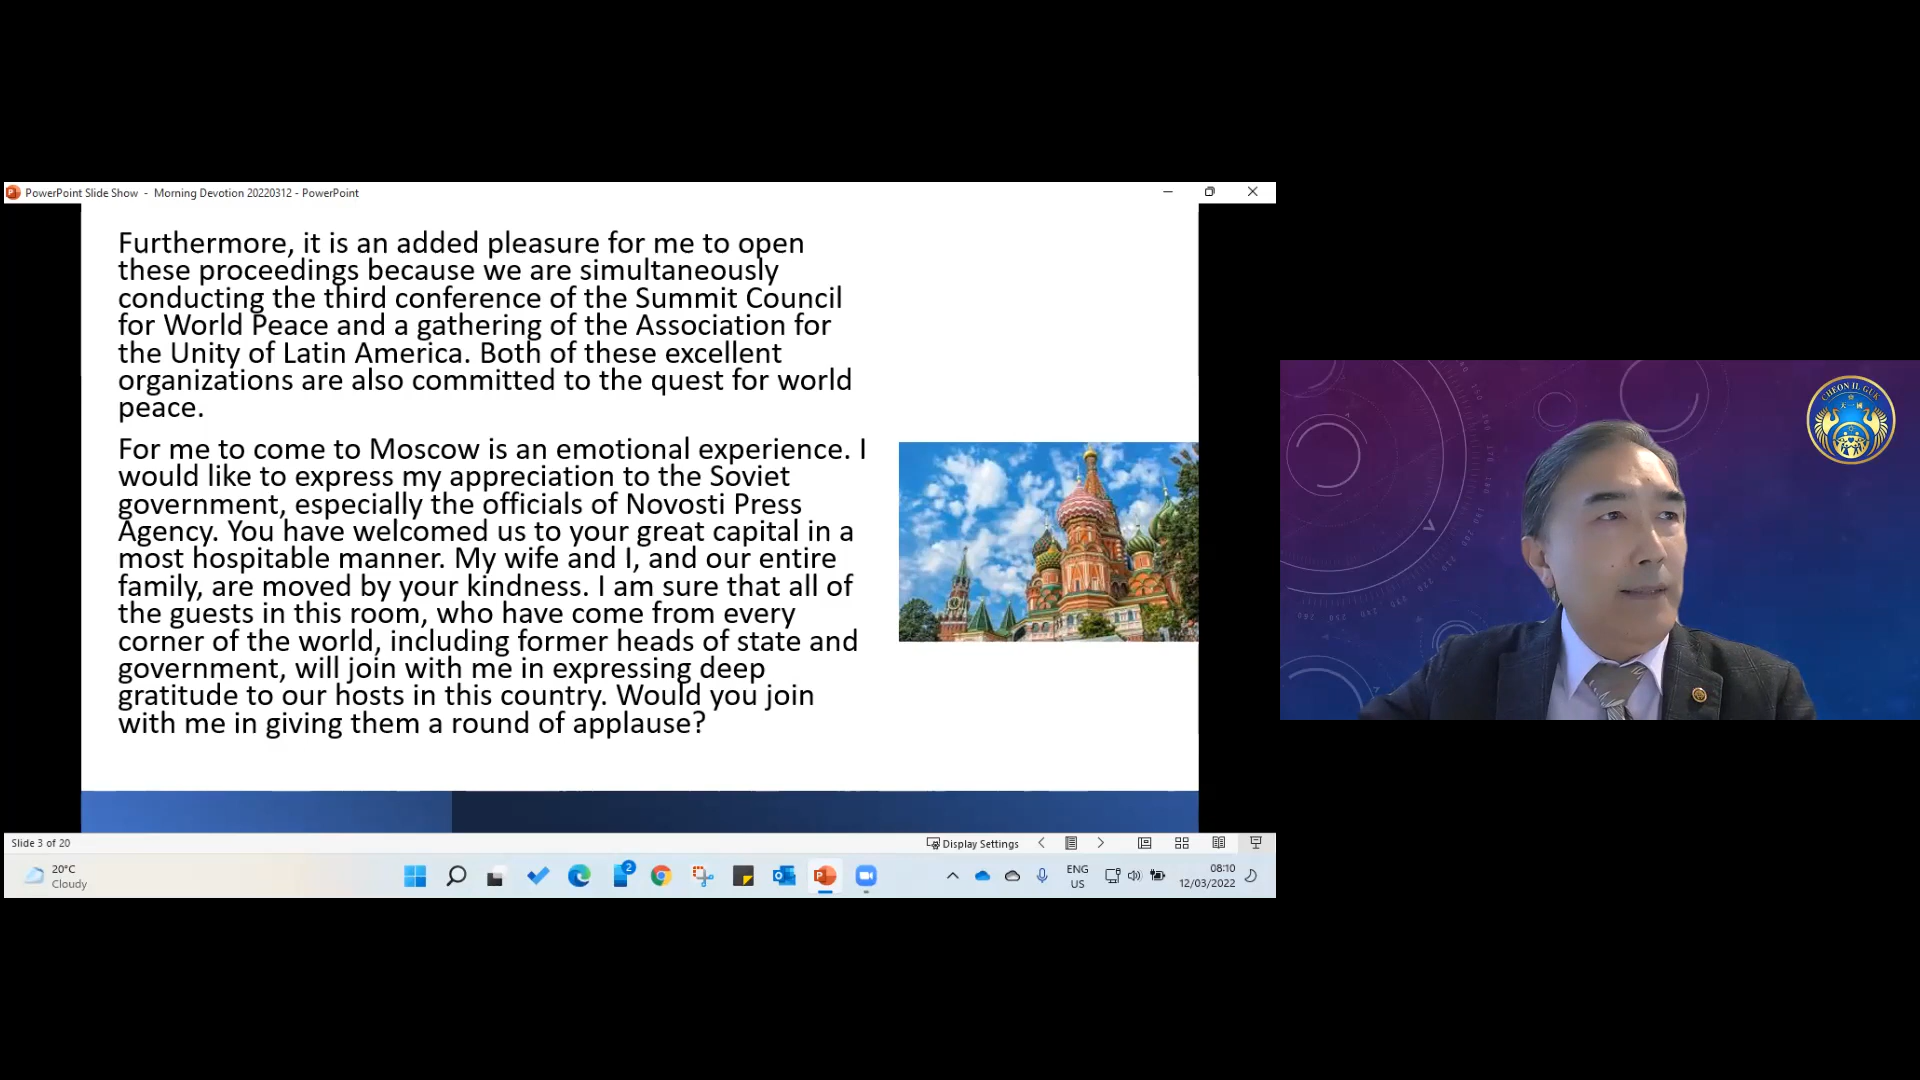 PowerPoint Slide Show - Morning Devotion 20220312 - PowerPoint
Furthermore, it is an added pleasure for me to open
these proceedings because we are simultaneously
conducting the third conference of the Summit Council
for World Peace and a gathering of the Association for
the Unity of Latin America. Both of these excellent
organizations are also committed to the quest for world
peace.
For me to come to Moscow is an emotional experience. I
would like to express my appreciation to the Soviet
government, especially the officials of Novosti Press
Agency. You have welcomed us to your great capital in a
most hospitable manner. My wife and I, and our entire
family, are moved by your kindness. I am sure that all of
the guests in this room, who have come from every
corner of the world, including former heads of state and
government, will join with me in expressing deep
gratitude to our hosts in this country. Would you join
with me in giving them a round of applause?
CHEON IL GUK
天一國
Slide 3 of 20
Display Settings
20°C
Cloudy
2
ENG
US
08:10
12/03/2022